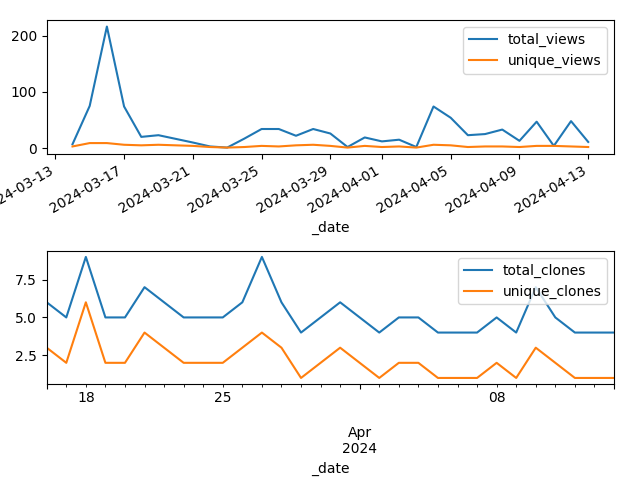 200
100
0
total_views
unique_views
24-03-13
2024-03-17
2024-03-21
2024-03-25
2024-03-29
2024-04-01
2024-04-05
2024-04-09
2024-04-13
_date
7.5
5.0
2.5
total_clones
unique_clones
18
25
08
Apr
2024
_date